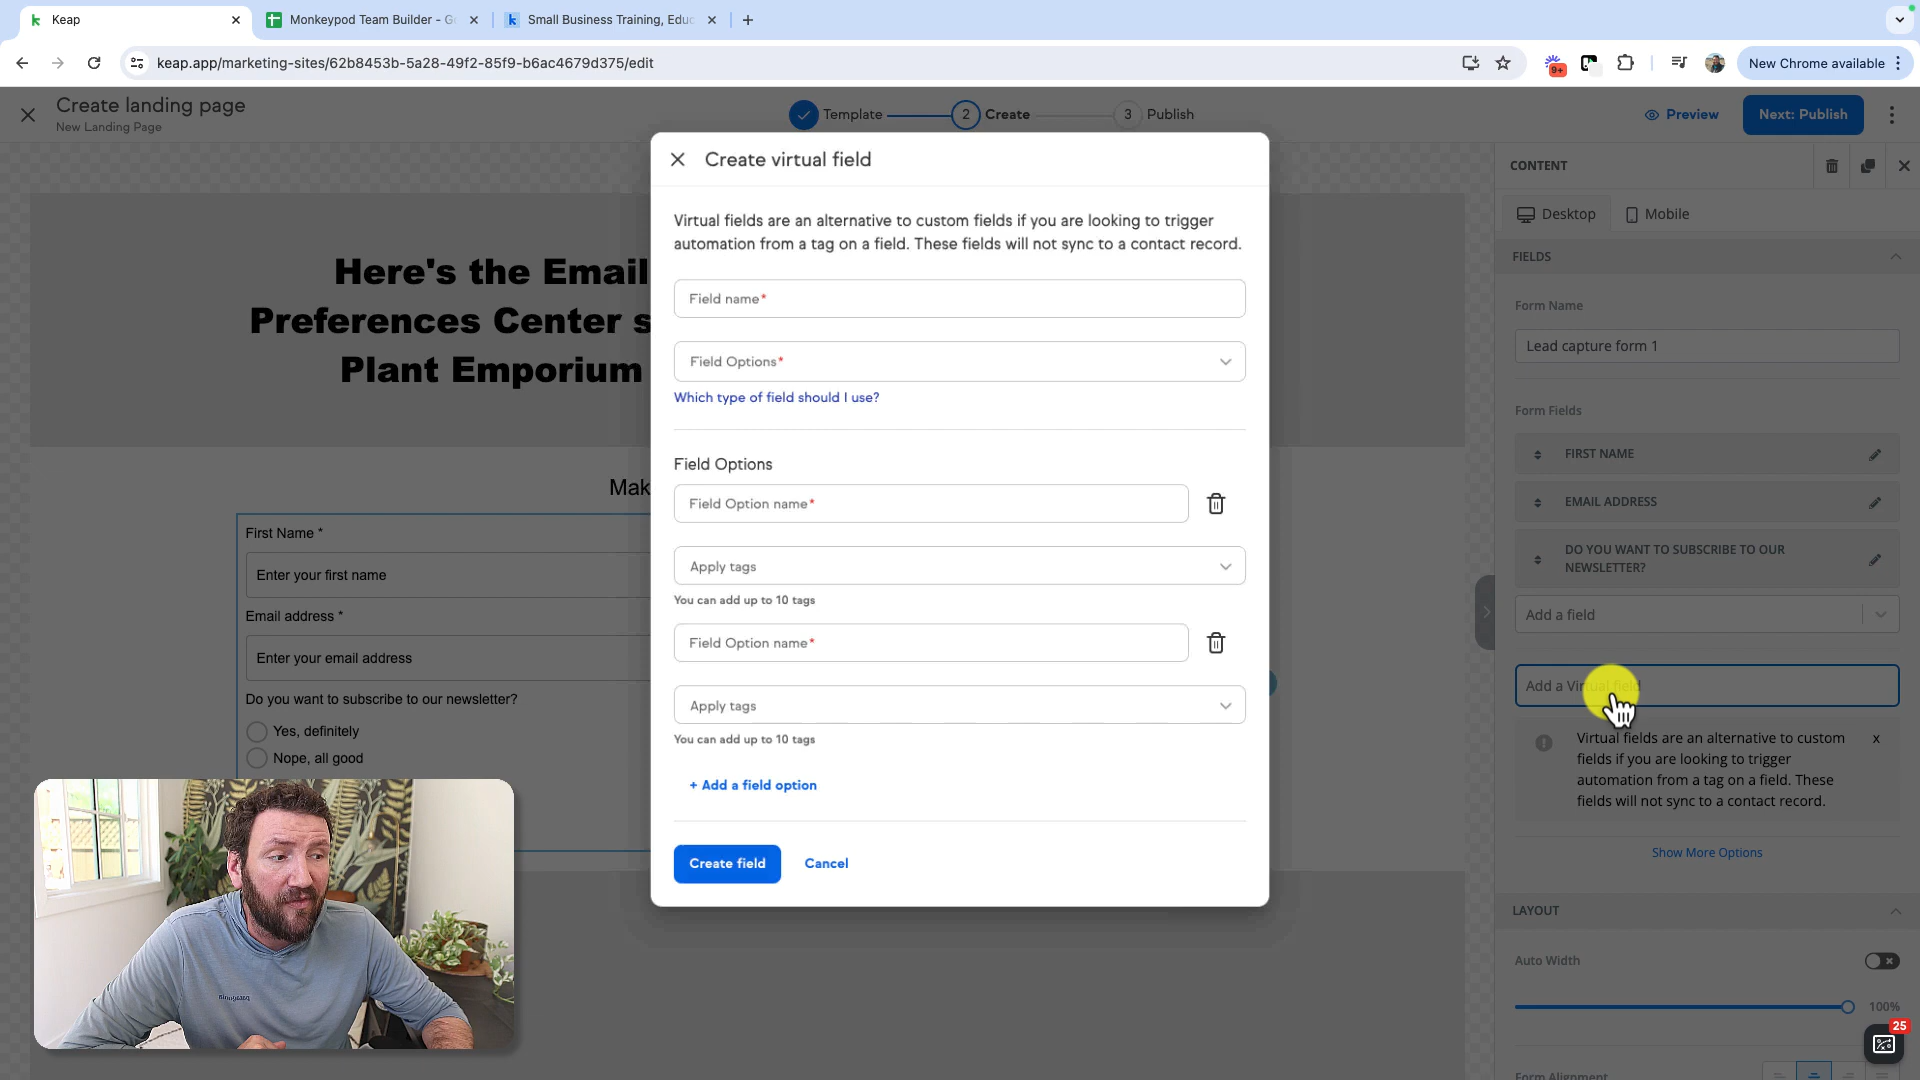 Keap
Monkeypod Team Builder - Go
Small Business Training, Educ
keap.app/marketing-sites/62b8453b-5a28-49f2-85f9-b6ac4679d375/edit
9+
New Chrome available
Create landing page
New Landing Page
Template
2
Create
3
Publish
Preview
Next: Publish
Create virtual field
Virtual fields are an alternative to custom fields if you are looking to trigger
automation from a tag on a field. These fields will not sync to a contact record.
Field name*
Field Options*
Which type of field should I use?
Field Options
Field Option name*
Apply tags
You can add up to 10 tags
Field Option name*
Apply tags
You can add up to 10 tags
+ Add a field option
Create field
Cancel
Here's the Email
Preferences Center s
Plant Emporium
Mak
First Name *
Enter your first name
Email address *
Enter your email address
Do you want to subscribe to our newsletter?
Yes, definitely
Nope, all good
CONTENT
Desktop
Mobile
FIELDS
Form Name
Lead capture form 1
Form Fields
FIRST NAME
EMAIL ADDRESS
DO YOU WANT TO SUBSCRIBE TO OUR
NEWSLETTER?
Add a field
Add a Virtual field
Virtual fields are an alternative to custom
fields if you are looking to trigger
automation from a tag on a field. These
fields will not sync to a contact record.
x
Show More Options
LAYOUT
Auto Width
100%
25
Form Alignment